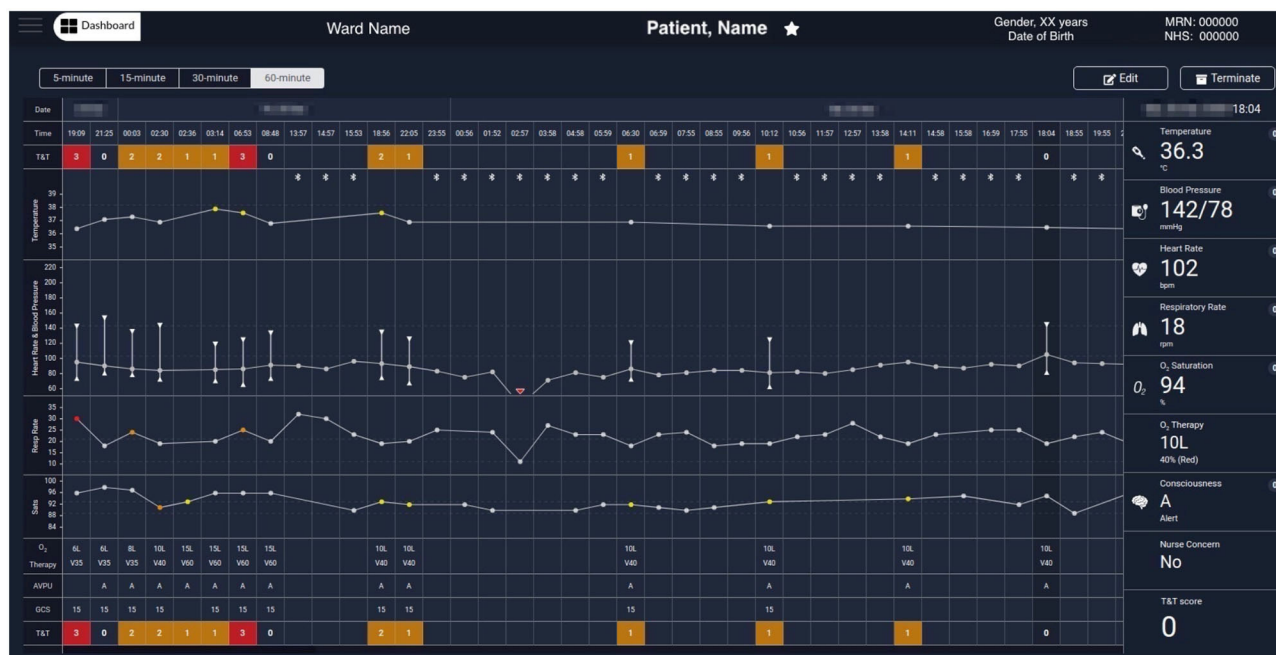 Dashboard
Ward Name
Patient, Name
Gender, XX years
Date of Birth
MRN: 000000
NHS: 000000
5-minute 15-minute 30-minute 60-minute
Edit
Terminate
Date
18:04
Time 19:09 21:25 00:03 02:30 02:36 03:14 06:53 08:48 13:57 14:57 15:53 18:56 22:05 23:55 00:56 01:52 02:57 03:58 04:58 05:59 06:30 06:59 07:55 08:55 09:56 10:12 10:56 11:57 12:57 13:58 14:11 14:58 15:58 16:59 17:55 18:04 18:55 19:55
T&T 3 0 2 2 1 1 3 0 2 1 1 1 1 0
Temperature
39
38
37
36
35
Heart Rate & Blood Pressure
220
200
180
160
140
120
100
80
60
Resp Rate
35
30
25
20
15
10
Sats
100
96
92
88
84
O2 Therapy
6L 6L 8L 10L 15L 15L 15L 15L 10L 10L 10L 10L 10L 10L
V35 V35 V35 V40 V60 V60 V60 V60 V40 V40 V40 V40 V40 V40
AVPU A A A A A A A A A A A A A
GCS 15 15 15 15 15 15 15 15 15 15 15
T&T 3 0 2 2 1 1 3 0 2 1 1 1 1 0
Temperature
36.3
°C
Blood Pressure
142/78
mmHg
Heart Rate
102
bpm
Respiratory Rate
18
rpm
O2 Saturation
O2
94
%
O2 Therapy
10L
40% (Red)
Consciousness
A
Alert
Nurse Concern
No
T&T score
0